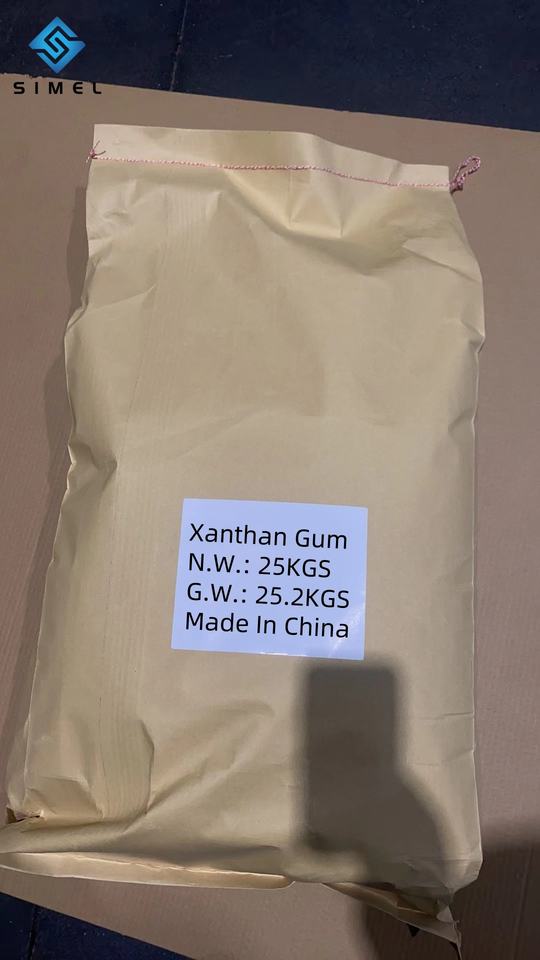 SIMEL
Xanthan Gum
N.W.: 25KGS
G.W.: 25.2KGS
Made In China